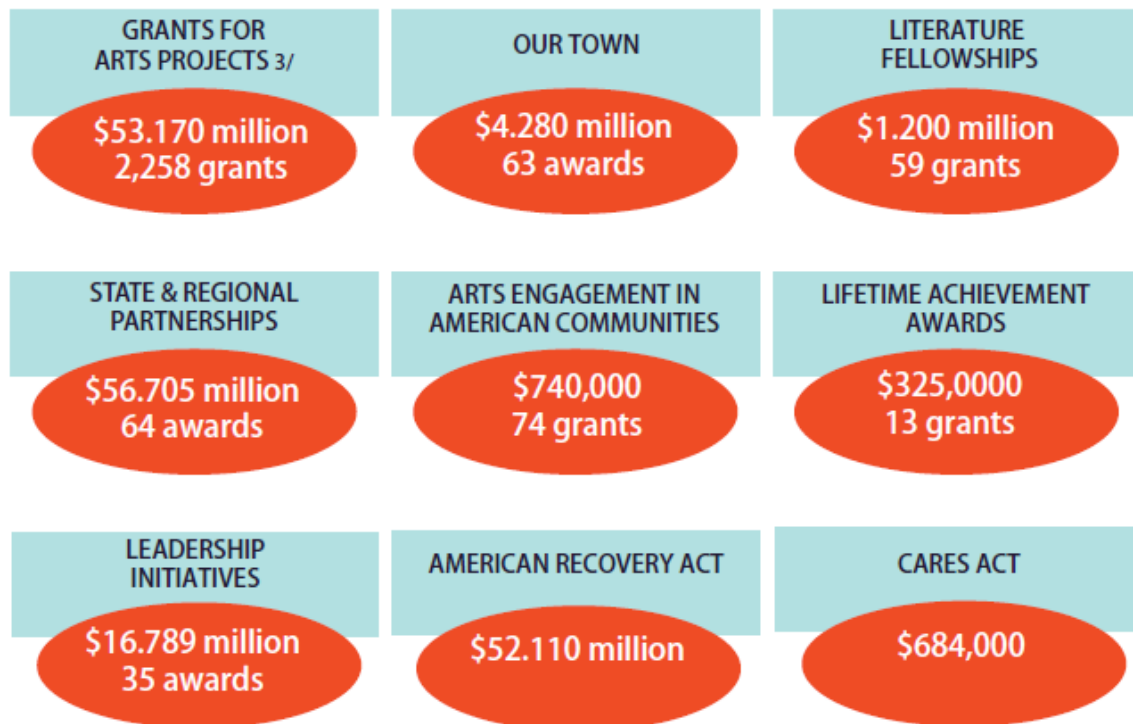 GRANTS FOR
ARTS PROJECTS 3/
$53.170 million
2,258 grants
OUR TOWN
$4.280 million
63 awards
LITERATURE
FELLOWSHIPS
$1.200 million
59 grants
STATE & REGIONAL
PARTNERSHIPS
$56.705 million
64 awards
ARTS ENGAGEMENT IN
AMERICAN COMMUNITIES
$740,000
74 grants
LIFETIME ACHIEVEMENT
AWARDS
$325,0000
13 grants
LEADERSHIP
INITIATIVES
$16.789 million
35 awards
AMERICAN RECOVERY ACT
$52.110 million
CARES ACT
$684,000